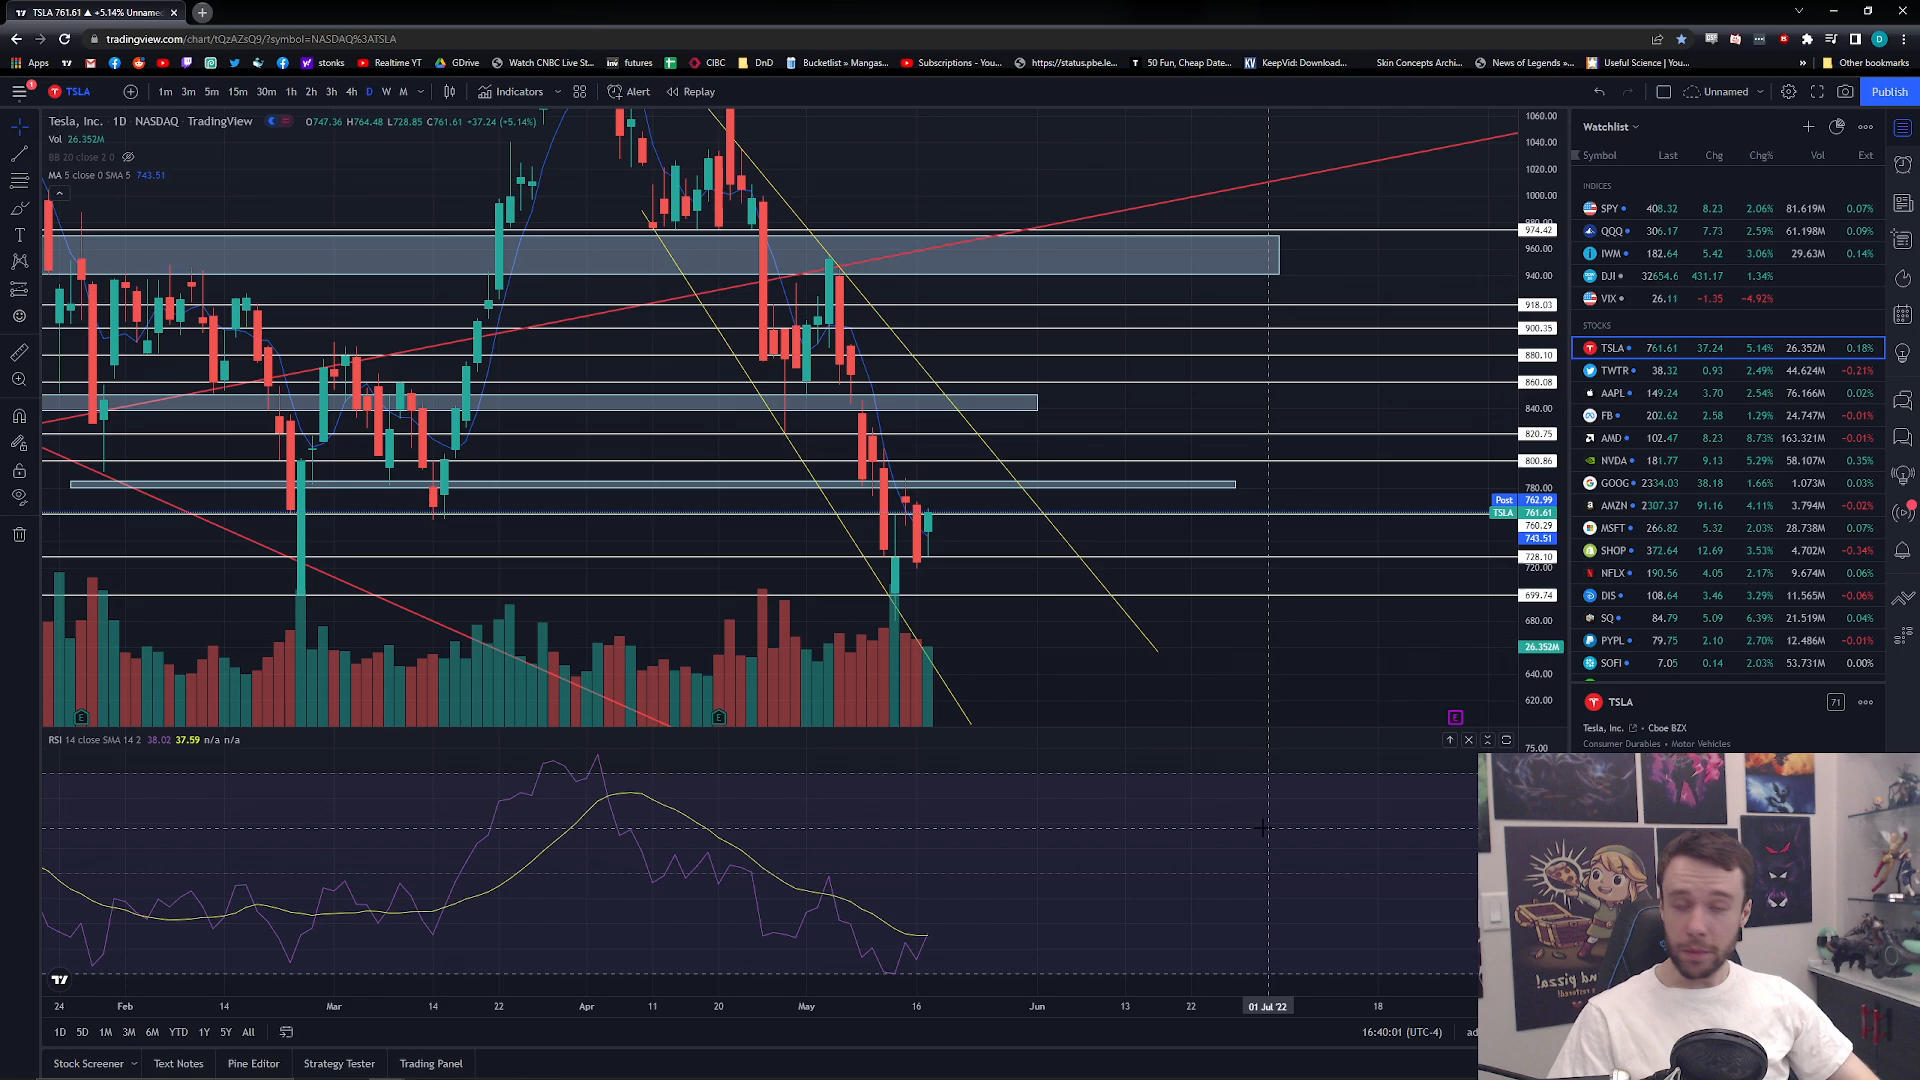 TSLA 761.61 ▲ +5.14% Unname
tradingview.com/chart/tQzAZsQ9/?symbol=NASDAQ%3ATSLA
Apps
stonks
Realtime YT
GDrive
Watch CNBC Live St...
futures
CIBC
DnD
Bucketlist » Mangas...
Subscriptions - You...
https://status.pbe.le...
50 Fun, Cheap Date...
KeepVid: Download...
Skin Concepts Archi...
News of Legends »...
Useful Science | You...
Other bookmarks
TSLA
1m 3m 5m 15m 30m 1h 2h 3h 4h D W M
Indicators
Alert
Replay
Unnamed
Publish
Tesla, Inc. · 1D · NASDAQ · TradingView
O747.36 H764.48 L728.85 C761.61 +37.24 (+5.14%)
Vol 26.352M
BB 20 close 2 0
MA 5 close 0 SMA 5 743.51
1060.00
1040.00
1020.00
1000.00
980.00
974.42
960.00
940.00
918.03
900.35
880.10
860.08
840.00
820.75
800.86
780.00
Post 762.99
TSLA 761.61
760.29
743.51
728.10
720.00
699.74
680.00
26.352M
640.00
620.00
E
E
E
RSI 14 close SMA 14 2 38.02 37.59 n/a n/a
75.00
24 Feb 14 Mar 14 22 Apr 11 20 May 16 Jun 13 22 01 Jul '22 18
1D 5D 1M 3M 6M YTD 1Y 5Y All
16:40:01 (UTC-4)
ad
Stock Screener
Text Notes
Pine Editor
Strategy Tester
Trading Panel
Watchlist
Symbol Last Chg Chg% Vol Ext
INDICES
SPY 408.32 8.23 2.06% 81.619M 0.07%
QQQ 306.17 7.73 2.59% 61.198M 0.09%
IWM 182.64 5.42 3.06% 29.63M 0.14%
DJI 32654.6 431.17 1.34%
VIX 26.11 −1.35 −4.92%
STOCKS
TSLA 761.61 37.24 5.14% 26.352M 0.18%
TWTR 38.32 0.93 2.49% 44.624M −0.21%
AAPL 149.24 3.70 2.54% 76.166M 0.02%
FB 202.62 2.58 1.29% 24.747M −0.01%
AMD 102.47 8.23 8.73% 163.321M −0.01%
NVDA 181.77 9.13 5.29% 58.107M 0.35%
GOOG 2334.03 38.18 1.66% 1.073M 0.03%
AMZN 2307.37 91.16 4.11% 3.794M −0.02%
MSFT 266.82 5.32 2.03% 28.738M 0.07%
SHOP 372.64 12.69 3.53% 4.702M −0.34%
NFLX 190.56 4.05 2.17% 9.674M 0.06%
DIS 108.64 3.46 3.29% 11.565M −0.06%
SQ 84.79 5.09 6.39% 21.519M 0.04%
PYPL 79.75 2.10 2.70% 12.486M −0.01%
SOFI 7.05 0.14 2.03% 53.731M 0.00%
TSLA
71
Tesla, Inc. · Cboe BZX
Consumer Durables · Motor Vehicles